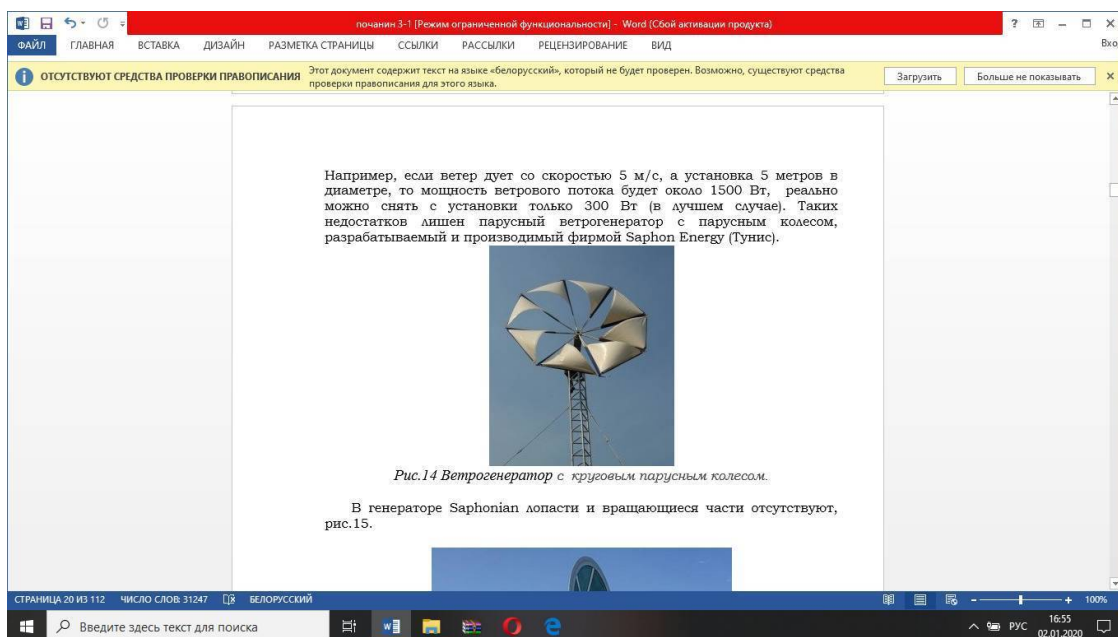 почанин 3-1 [Режим ограниченной функциональности] - Word (Сбой активации продукта)
ФАЙЛ ГЛАВНАЯ ВСТАВКА ДИЗАЙН РАЗМЕТКА СТРАНИЦЫ ССЫЛКИ РАССЫЛКИ РЕЦЕНЗИРОВАНИЕ ВИД Вхо
ОТСУТСТВУЮТ СРЕДСТВА ПРОВЕРКИ ПРАВОПИСАНИЯ Этот документ содержит текст на языке «белорусский», который не будет проверен. Возможно, существуют средства
проверки правописания для этого языка.
Загрузить Больше не показывать
Например, если ветер дует со скоростью 5 м/с, а установка 5 метров в
диаметре, то мощность ветрового потока будет около 1500 Вт, реально
можно снять с установки только 300 Вт (в лучшем случае). Таких
недостатков лишен парусный ветрогенератор с парусным колесом,
разрабатываемый и производимый фирмой Saphon Energy (Тунис).
Рис.14 Ветрогенератор с круговым парусным колесом.
В генераторе Saphonian лопасти и вращающиеся части отсутствуют,
рис.15.
СТРАНИЦА 20 ИЗ 112 ЧИСЛО СЛОВ: 31247 БЕЛОРУССКИЙ 100%
Введите здесь текст для поиска РУС 16:55
02.01.2020